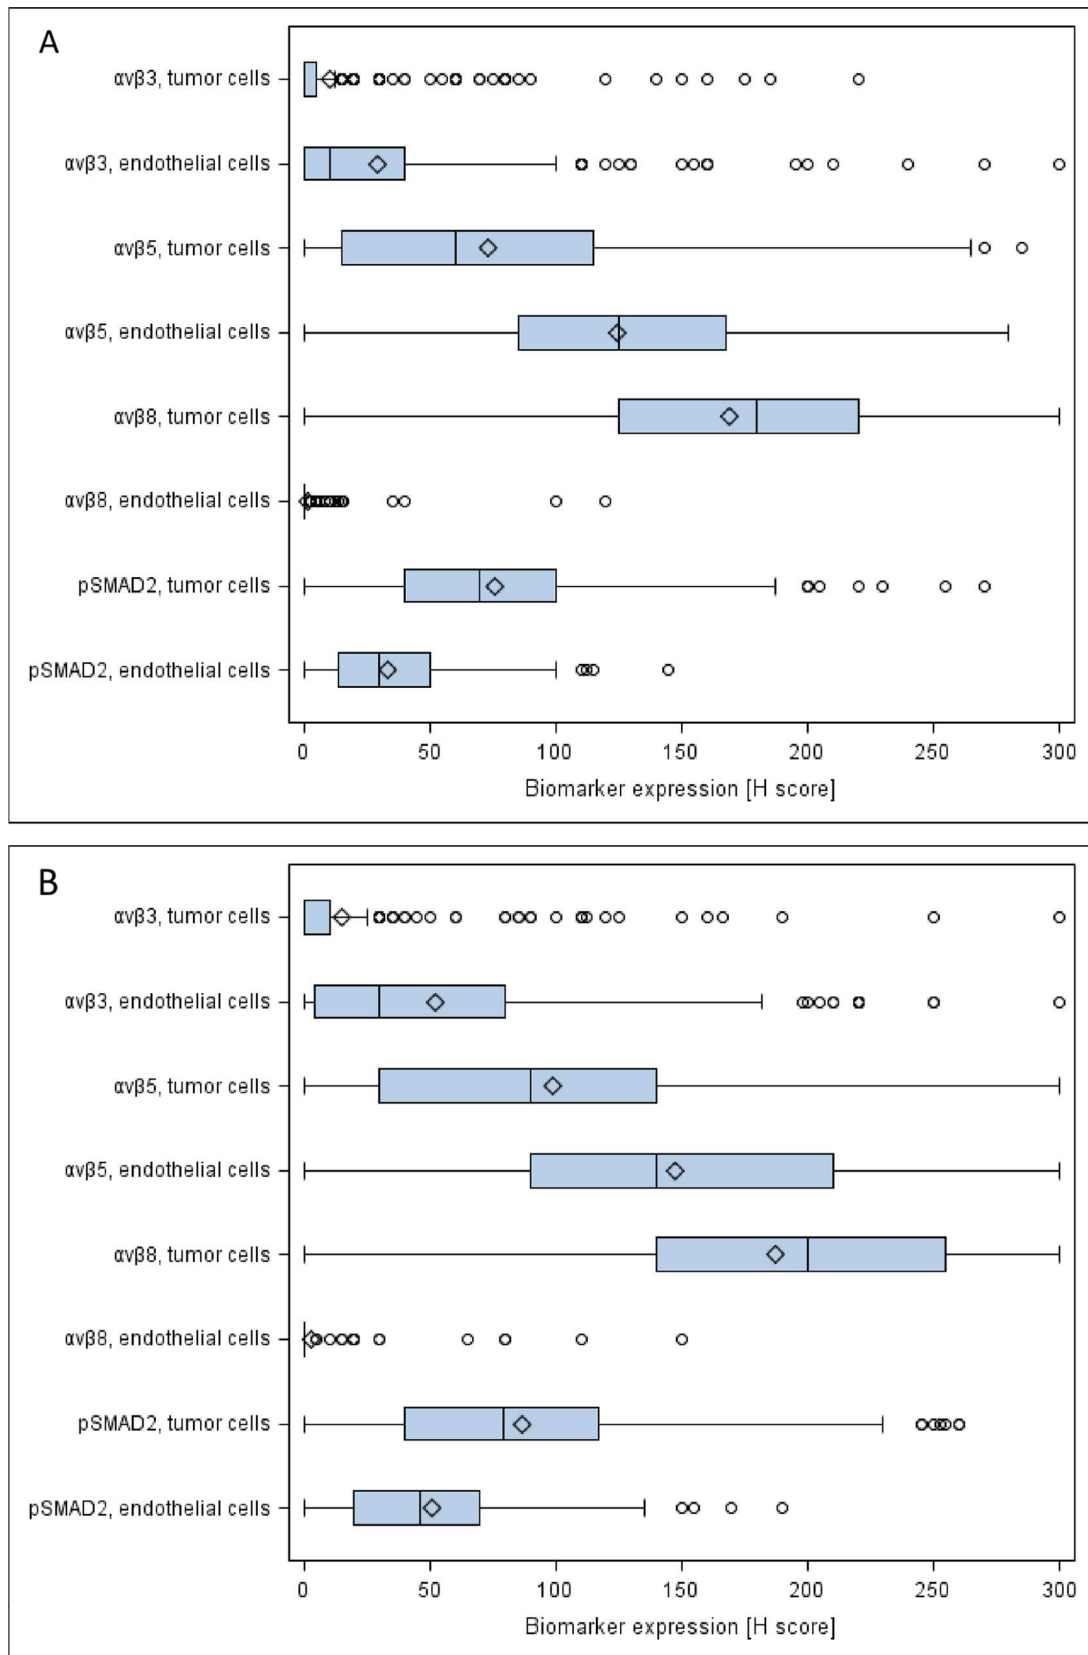 A
αvβ3, tumor cells
αvβ3, endothelial cells
αvβ5, tumor cells
αvβ5, endothelial cells
αvβ8, tumor cells
αvβ8, endothelial cells
pSMAD2, tumor cells
pSMAD2, endothelial cells
0 50 100 150 200 250 300
Biomarker expression [H score]
B
αvβ3, tumor cells
αvβ3, endothelial cells
αvβ5, tumor cells
αvβ5, endothelial cells
αvβ8, tumor cells
αvβ8, endothelial cells
pSMAD2, tumor cells
pSMAD2, endothelial cells
0 50 100 150 200 250 300
Biomarker expression [H score]